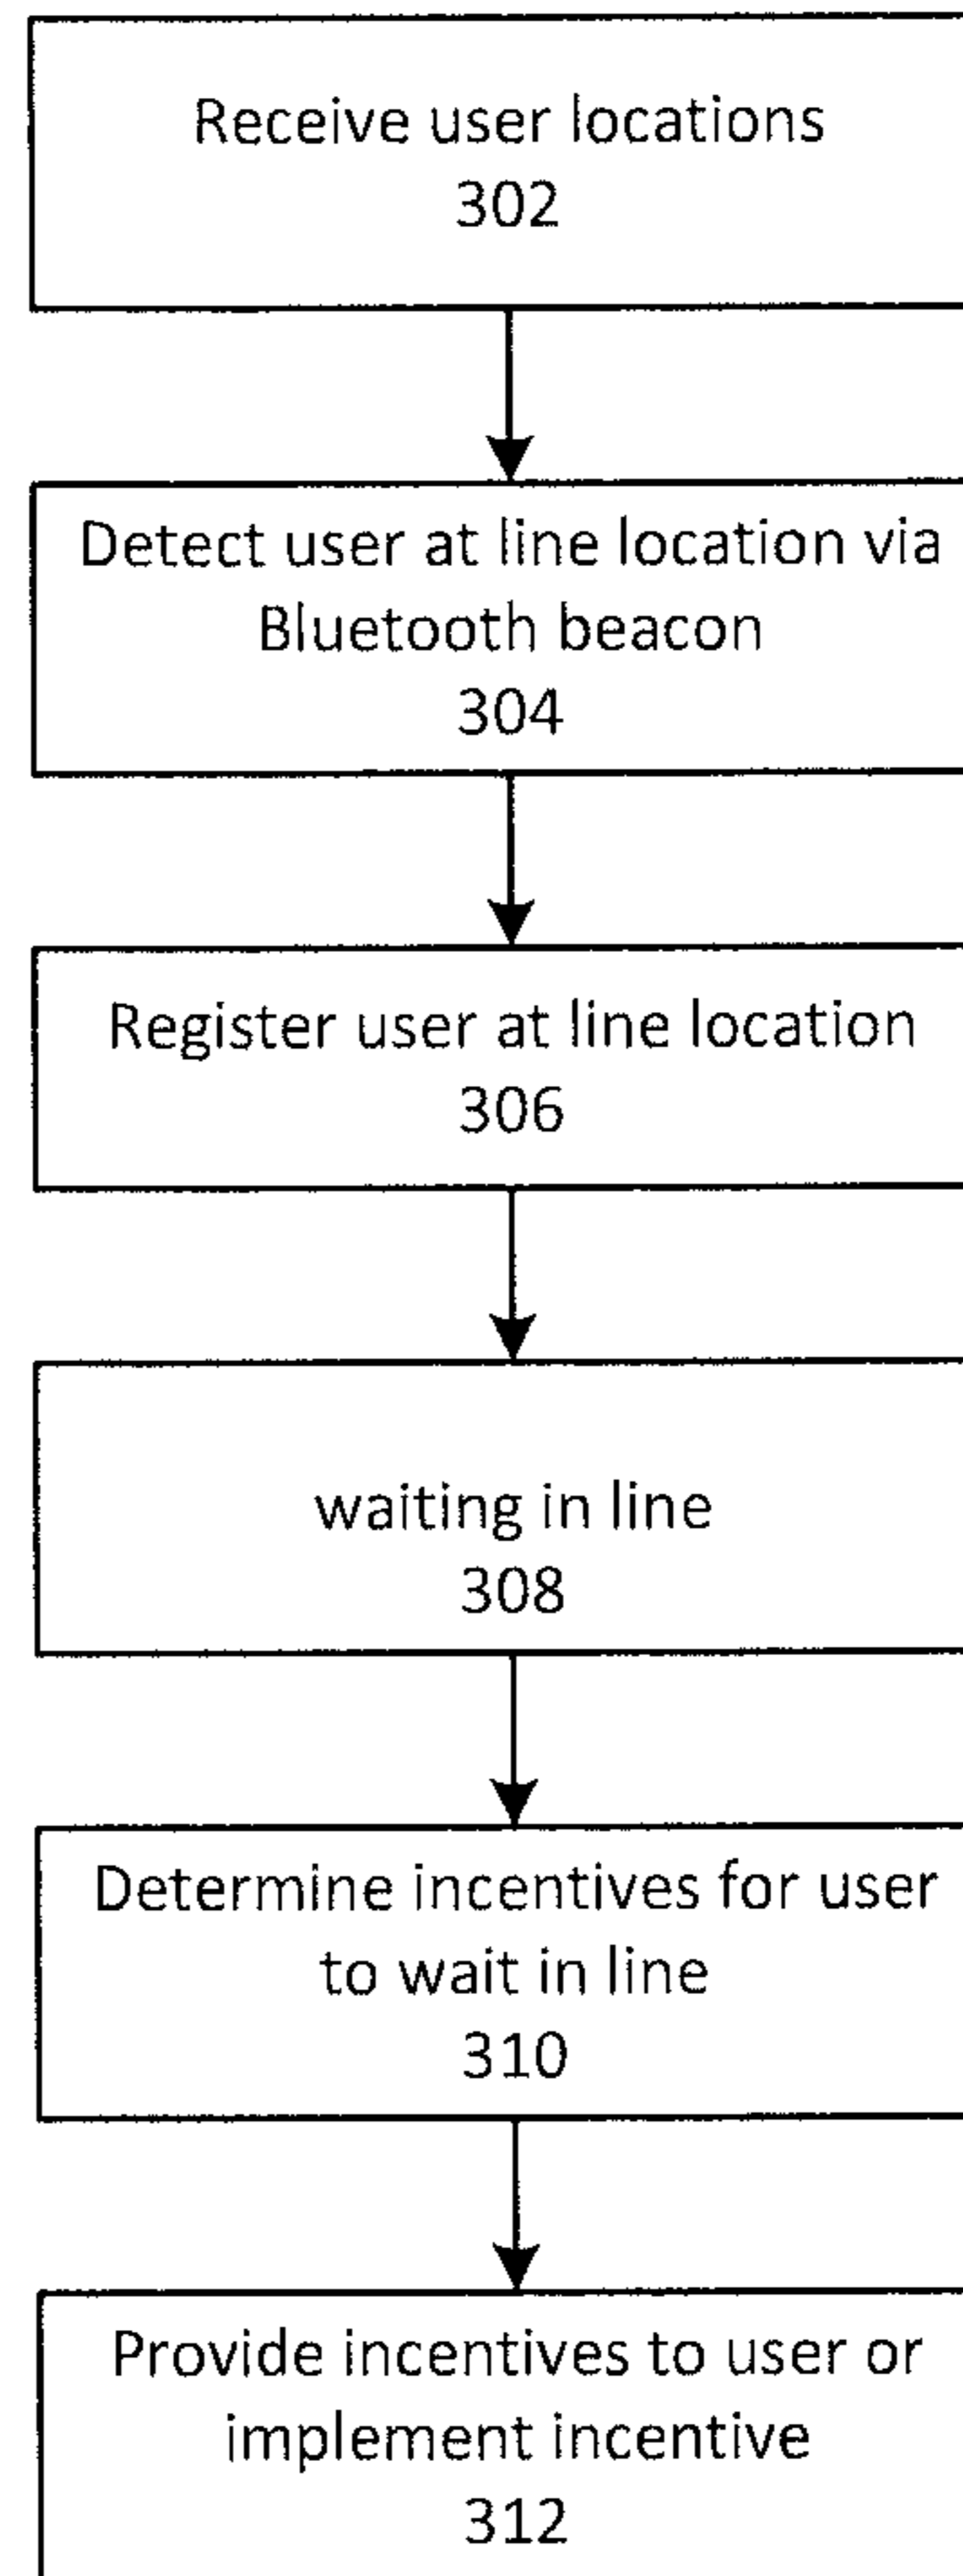 Receive user locations
302
Detect user at line location via
Bluetooth beacon
304
Register user at line location
306
waiting in line
308
Determine incentives for user
to wait in line
310
Provide incentives to user or
implement incentive
312